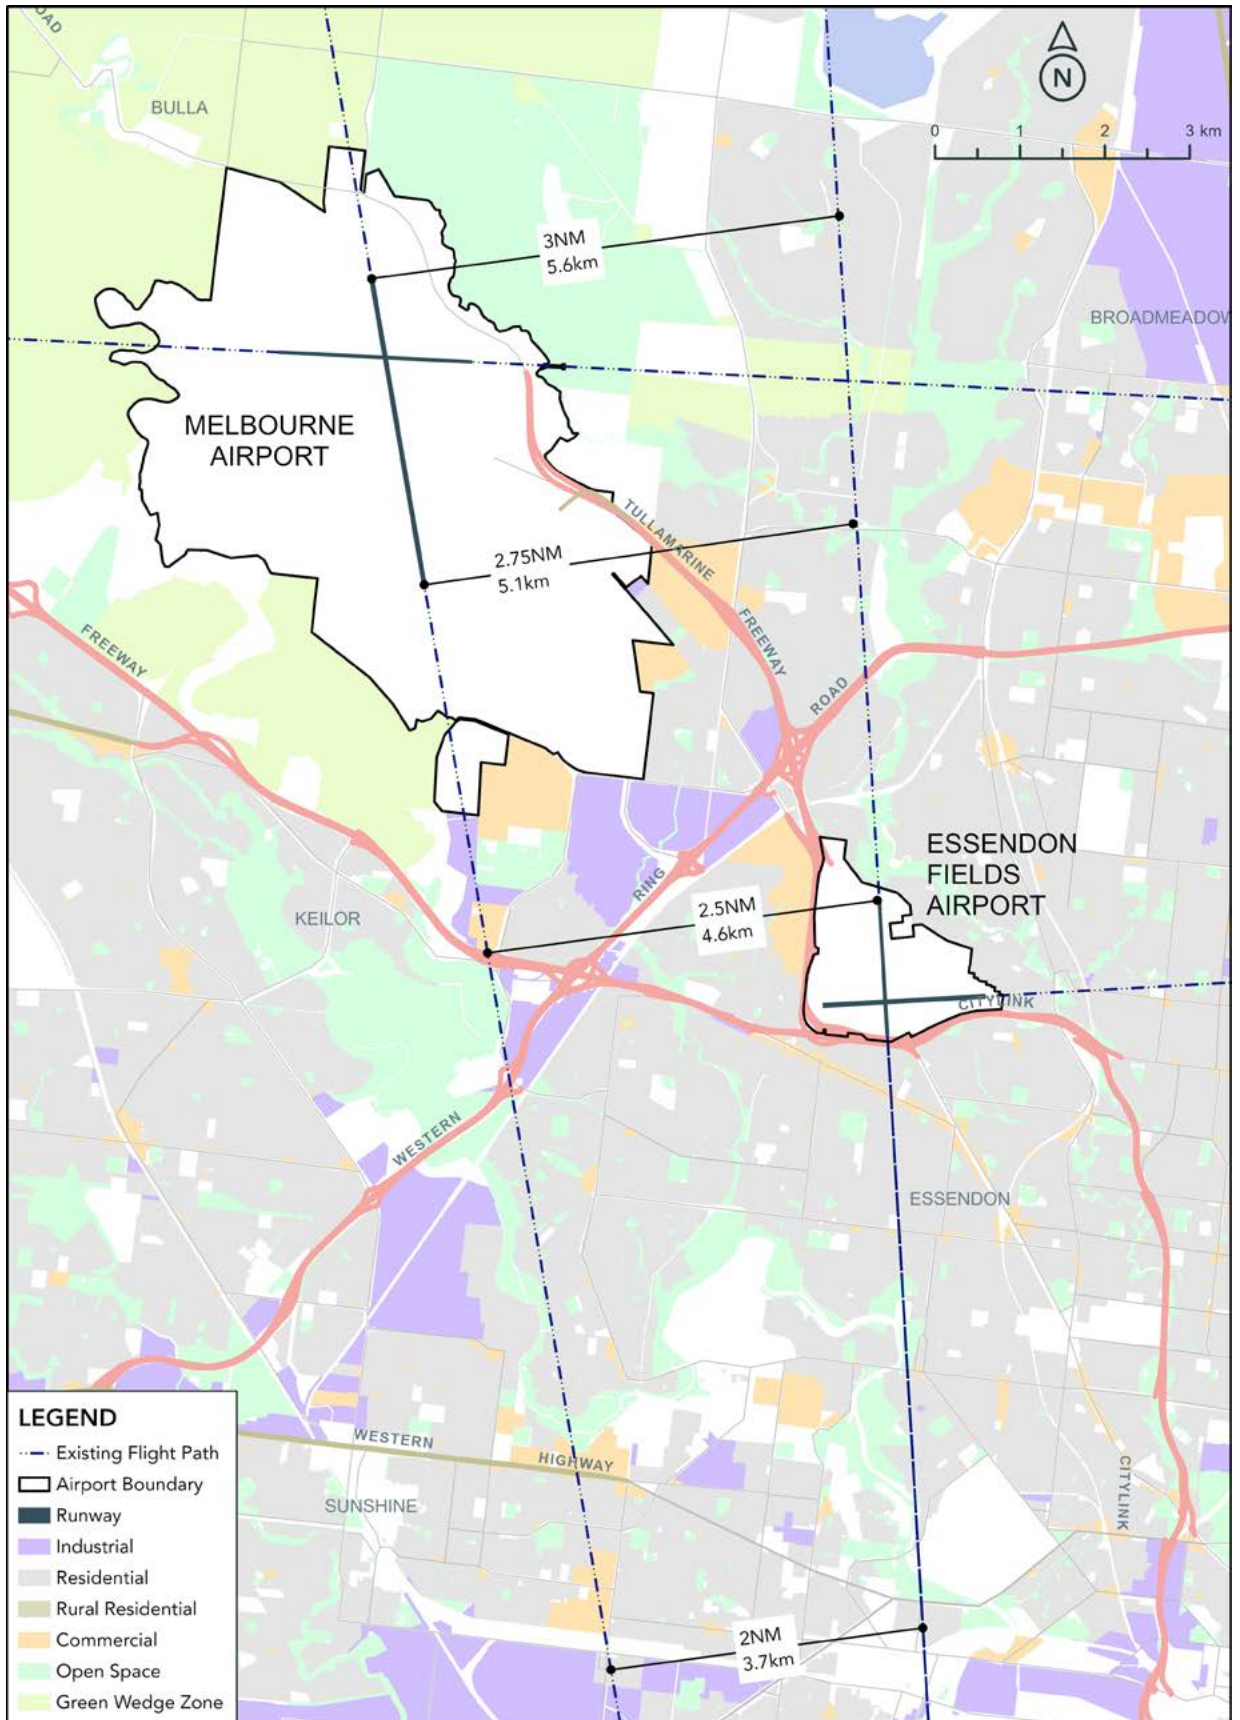 OAD
BULLA
N
0 1 2 3 km
3NM
5.6km
BROADMEADOW
MELBOURNE
AIRPORT
TULLAMARINE
FREEWAY
2.75NM
5.1km
FREEWAY
ROAD
ESSENDON
FIELDS
AIRPORT
RING
2.5NM
4.6km
KEILOR
CITYLINK
WESTERN
ESSENDON
LEGEND
Existing Flight Path
Airport Boundary
Runway
Industrial
Residential
Rural Residential
Commercial
Open Space
Green Wedge Zone
WESTERN
HIGHWAY
SUNSHINE
CITYLINK
2NM
3.7km